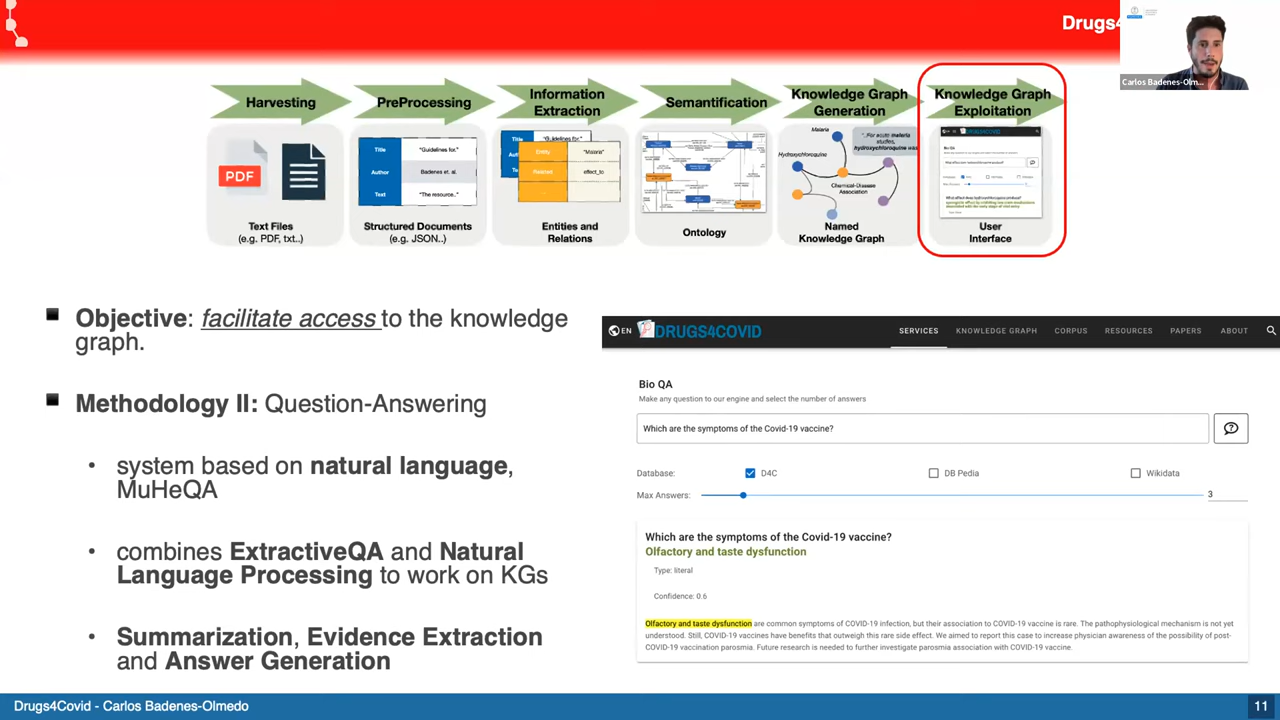 Drugs4
Carlos Badenes-Olm...
Harvesting
PreProcessing
Information
Extraction
Semantification
Knowledge Graph
Generation
Knowledge Graph
Exploitation
PDF
Text Files
(e.g. PDF, txt..)
Title "Guidelines for."
Author Badenes et. al.
Text "The resource.."
Structured Documents
(e.g. JSON..)
Title "Guidelines for."
Entity "Malaria"
Related effect_to
Entities and
Relations
Ontology
Malaria
Hydroxychloroquine
"..For acute malaria
studies,
hydroxychloroquine was
Chemical-Disease
Association
Named
Knowledge Graph
User
Interface
Objective: facilitate access to the knowledge
graph.
Methodology II: Question-Answering
• system based on natural language,
MuHeQA
• combines ExtractiveQA and Natural
Language Processing to work on KGs
• Summarization, Evidence Extraction
and Answer Generation
EN DRUGS4COVID SERVICES KNOWLEDGE GRAPH CORPUS RESOURCES PAPERS ABOUT
Bio QA
Make any question to our engine and select the number of answers
Which are the symptoms of the Covid-19 vaccine?
Database: D4C DB Pedia Wikidata
Max Answers: 3
Which are the symptoms of the Covid-19 vaccine?
Olfactory and taste dysfunction
Type: literal
Confidence: 0.6
Olfactory and taste dysfunction are common symptoms of COVID-19 infection, but their association to COVID-19 vaccine is rare. The pathophysiological mechanism is not yet
understood. Still, COVID-19 vaccines have benefits that outweigh this rare side effect. We aimed to report this case to increase physician awareness of the possibility of post-
COVID-19 vaccination parosmia. Future research is needed to further investigate parosmia association with COVID-19 vaccine.
Drugs4Covid - Carlos Badenes-Olmedo
11